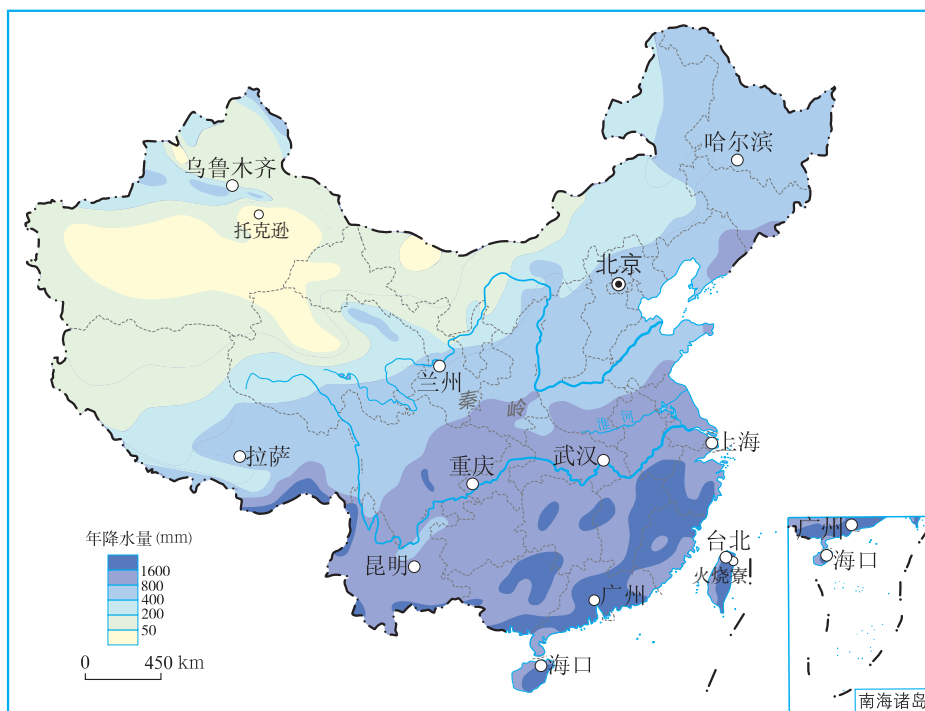 哈尔滨
乌鲁木齐
托克逊
北京
兰州
秦岭
淮河
上海
拉萨
重庆
武汉
年降水量 (mm)
1600
800
400
200
50
昆明
台北
火烧寮
广州
海口
0 450 km
广州
海口
南海诸岛